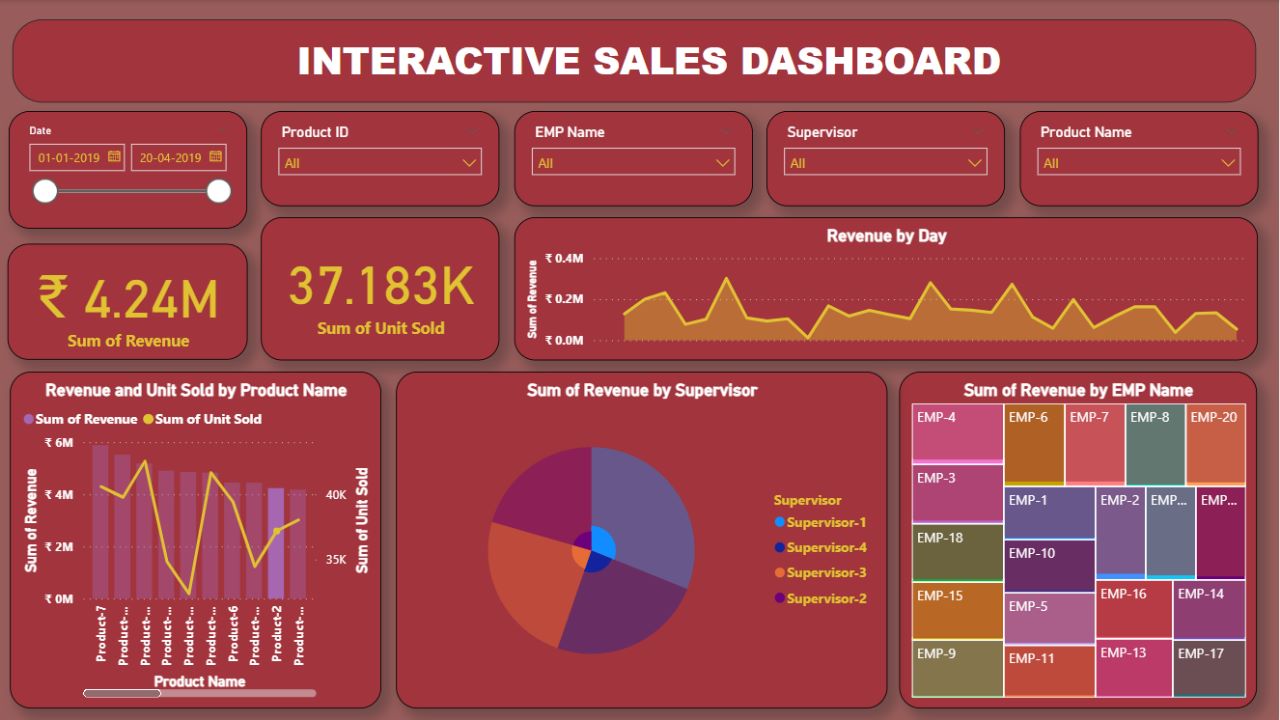 INTERACTIVE SALES DASHBOARD
Date
01-01-2019
20-04-2019
Product ID
All
EMP Name
All
Supervisor
All
Product Name
All
₹ 4.24M
Sum of Revenue
37.183K
Sum of Unit Sold
Revenue by Day
Sum of Revenue
₹ 0.4M
₹ 0.2M
₹ 0.0M
Revenue and Unit Sold by Product Name
Sum of Revenue
Sum of Unit Sold
Sum of Revenue
₹ 6M
₹ 4M
₹ 2M
₹ 0M
40K
35K
Sum of Unit Sold
Product-7
Product-...
Product-...
Product-...
Product-...
Product-...
Product-6
Product-...
Product-2
Product-...
Product Name
Sum of Revenue by Supervisor
Supervisor
Supervisor-1
Supervisor-4
Supervisor-3
Supervisor-2
Sum of Revenue by EMP Name
EMP-4
EMP-6
EMP-7
EMP-8
EMP-20
EMP-3
EMP-1
EMP-2
EMP...
EMP...
EMP-18
EMP-10
EMP-15
EMP-5
EMP-16
EMP-14
EMP-9
EMP-11
EMP-13
EMP-17